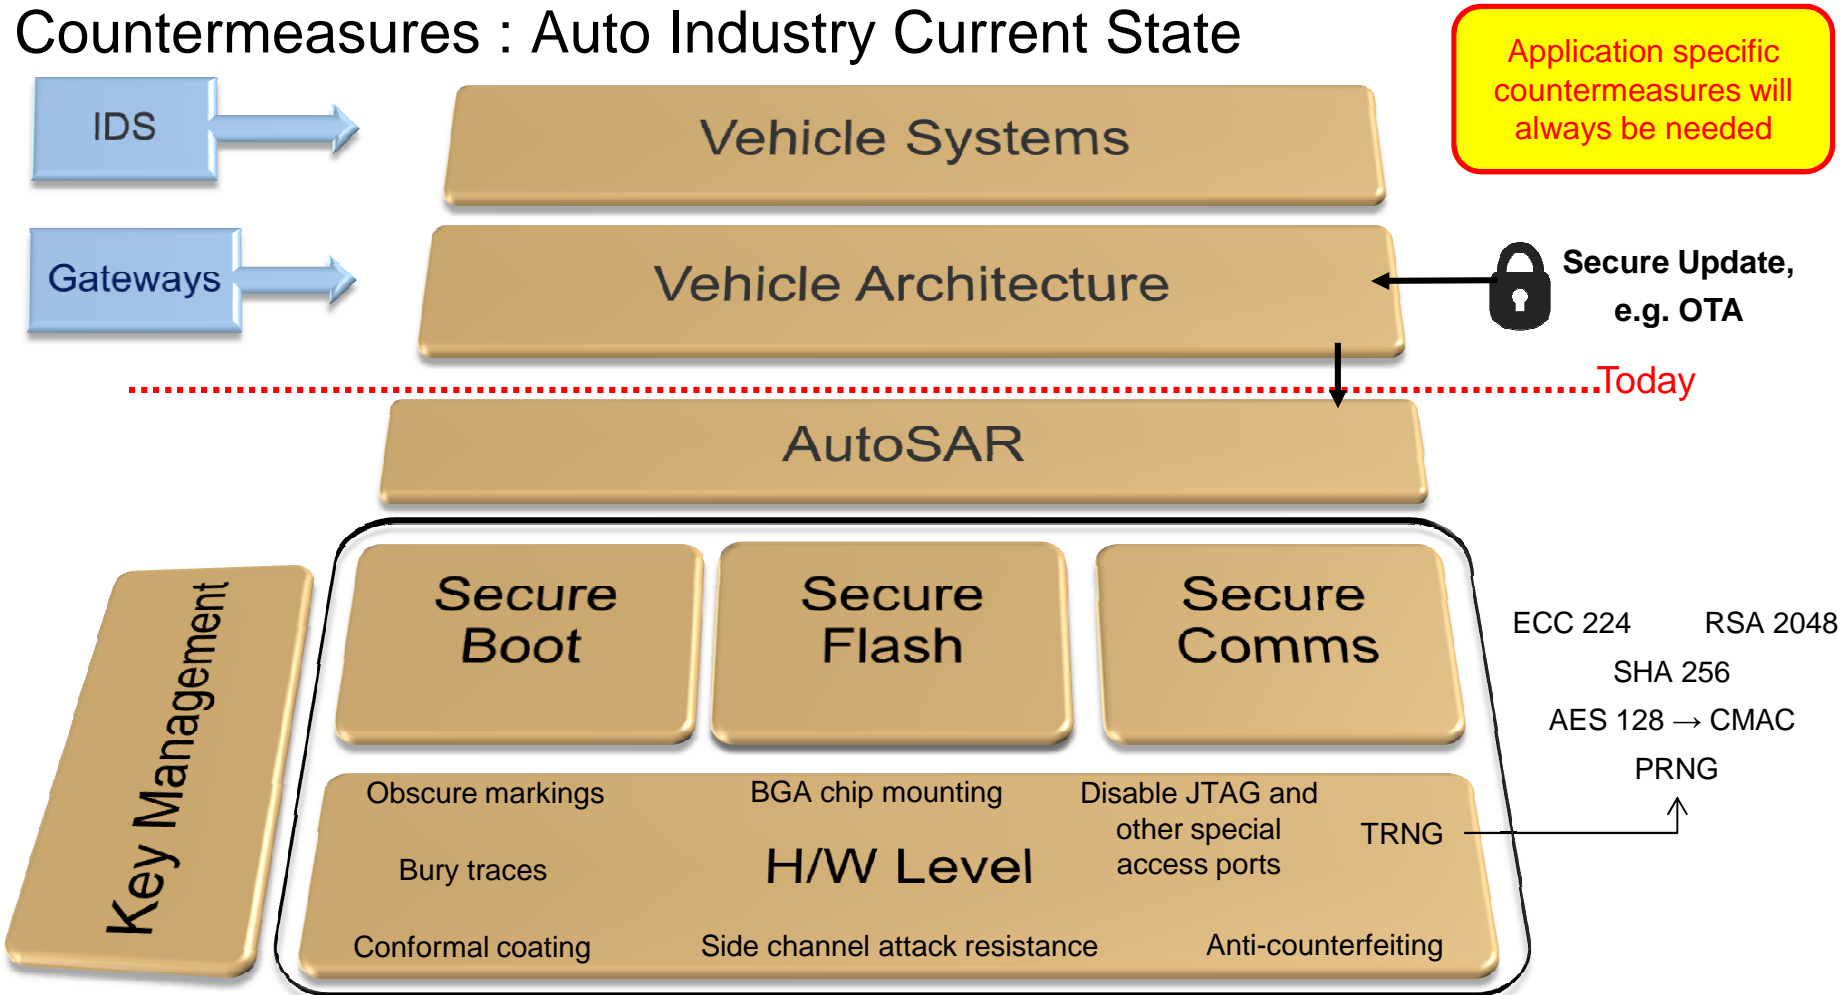 Countermeasures : Auto Industry Current State
Application specific
countermeasures will
always be needed
IDS
Vehicle Systems
Gateways
Vehicle Architecture
Secure Update,
e.g. OTA
Today
AutoSAR
Key Management
Secure
Boot
Secure
Flash
Secure
Comms
ECC 224
RSA 2048
SHA 256
AES 128 → CMAC
PRNG
Obscure markings
BGA chip mounting
Disable JTAG and
other special
access ports
TRNG
Bury traces
H/W Level
Conformal coating
Side channel attack resistance
Anti-counterfeiting